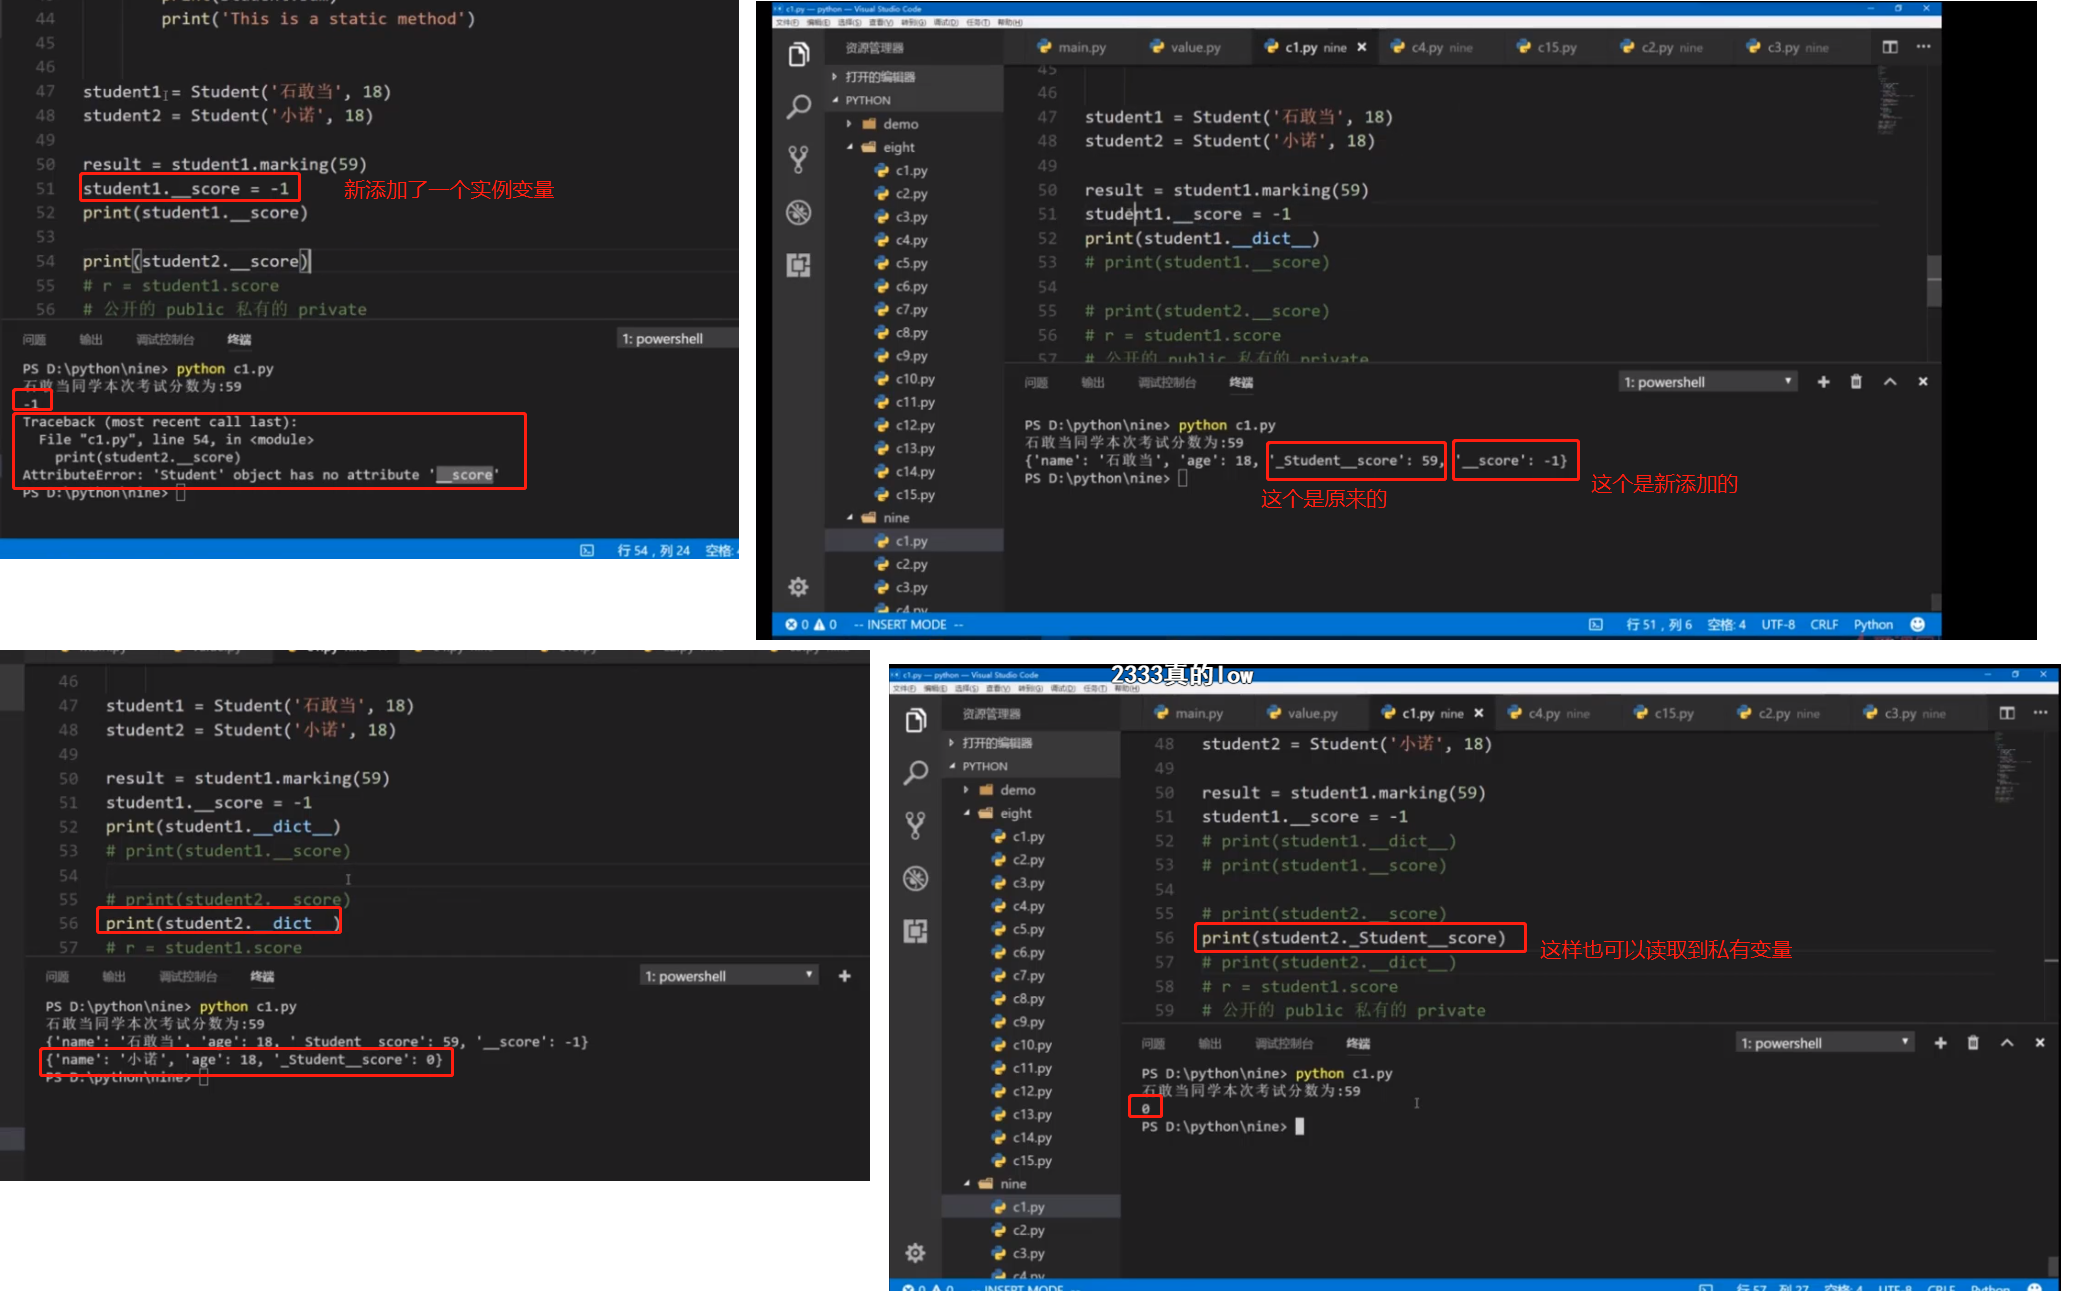 44 print('This is a static method')
45
46
47 student1 = Student('石敢当', 18)
48 student2 = Student('小诺', 18)
49
50 result = student1.marking(59)
51 student1.__score = -1
新添加了一个实例变量
52 print(student1.__score)
53
54 print(student2.__score)
55 # r = student1.score
56 # 公开的 public 私有的 private
问题 输出 调试控制台 终端 1: powershell
PS D:\python\nine> python c1.py
石敢当同学本次考试分数为:59
-1
Traceback (most recent call last):
File "c1.py", line 54, in <module>
print(student2.__score)
AttributeError: 'Student' object has no attribute '__score'
PS D:\python\nine>
行 54，列 24 空格:
c1.py — python — Visual Studio Code
文件(F) 编辑(E) 选择(S) 查看(V) 转到(G) 调试(D) 任务(T) 帮助(H)
资源管理器
main.py value.py c1.py nine c4.py nine c15.py c2.py nine c3.py nine
打开的编辑器
PYTHON
demo
eight
c1.py
c2.py
c3.py
c4.py
c5.py
c6.py
c7.py
c8.py
c9.py
c10.py
c11.py
c12.py
c13.py
c14.py
c15.py
nine
c1.py
c2.py
c3.py
c4.py
45
46
47 student1 = Student('石敢当', 18)
48 student2 = Student('小诺', 18)
49
50 result = student1.marking(59)
51 student1.__score = -1
52 print(student1.__dict__)
53 # print(student1.__score)
54
55 # print(student2.__score)
56 # r = student1.score
57 # 公开的 public 私有的 private
问题 输出 调试控制台 终端 1: powershell
PS D:\python\nine> python c1.py
石敢当同学本次考试分数为:59
{'name': '石敢当', 'age': 18, '_Student__score': 59, '__score': -1}
PS D:\python\nine>
这个是原来的
这个是新添加的
0 0 -- INSERT MODE -- 行 51，列 6 空格: 4 UTF-8 CRLF Python
46
47 student1 = Student('石敢当', 18)
48 student2 = Student('小诺', 18)
49
50 result = student1.marking(59)
51 student1.__score = -1
52 print(student1.__dict__)
53 # print(student1.__score)
54
55 # print(student2.__score)
56 print(student2.__dict__)
57 # r = student1.score
问题 输出 调试控制台 终端 1: powershell
PS D:\python\nine> python c1.py
石敢当同学本次考试分数为:59
{'name': '石敢当', 'age': 18, '_Student__score': 59, '__score': -1}
{'name': '小诺', 'age': 18, '_Student__score': 0}
PS D:\python\nine>
2333真的low
c1.py — python — Visual Studio Code
文件(F) 编辑(E) 选择(S) 查看(V) 转到(G) 调试(D) 任务(T) 帮助(H)
资源管理器
main.py value.py c1.py nine c4.py nine c15.py c2.py nine c3.py nine
打开的编辑器
PYTHON
demo
eight
c1.py
c2.py
c3.py
c4.py
c5.py
c6.py
c7.py
c8.py
c9.py
c10.py
c11.py
c12.py
c13.py
c14.py
c15.py
nine
c1.py
c2.py
c3.py
c4.py
48 student2 = Student('小诺', 18)
49
50 result = student1.marking(59)
51 student1.__score = -1
52 # print(student1.__dict__)
53 # print(student1.__score)
54
55 # print(student2.__score)
56 print(student2._Student__score)
这样也可以读取到私有变量
57 # print(student2.__dict__)
58 # r = student1.score
59 # 公开的 public 私有的 private
问题 输出 调试控制台 终端 1: powershell
PS D:\python\nine> python c1.py
石敢当同学本次考试分数为:59
0
PS D:\python\nine>
0 0 -- INSERT MODE -- 行 57，列 27 空格: 4 UTF-8 CRLF Python